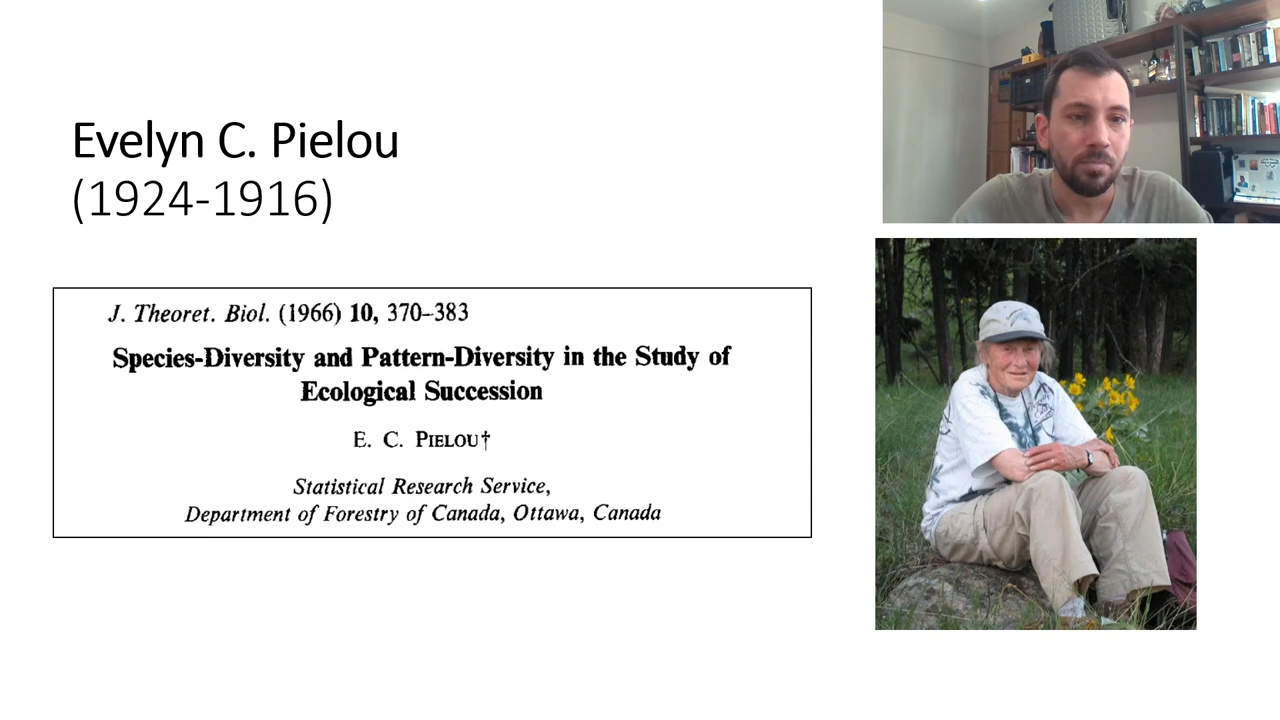 Evelyn C. Pielou
(1924-1916)
J. Theoret. Biol. (1966) 10, 370–383
Species-Diversity and Pattern-Diversity in the Study of
Ecological Succession
E. C. PIELOU†
Statistical Research Service,
Department of Forestry of Canada, Ottawa, Canada